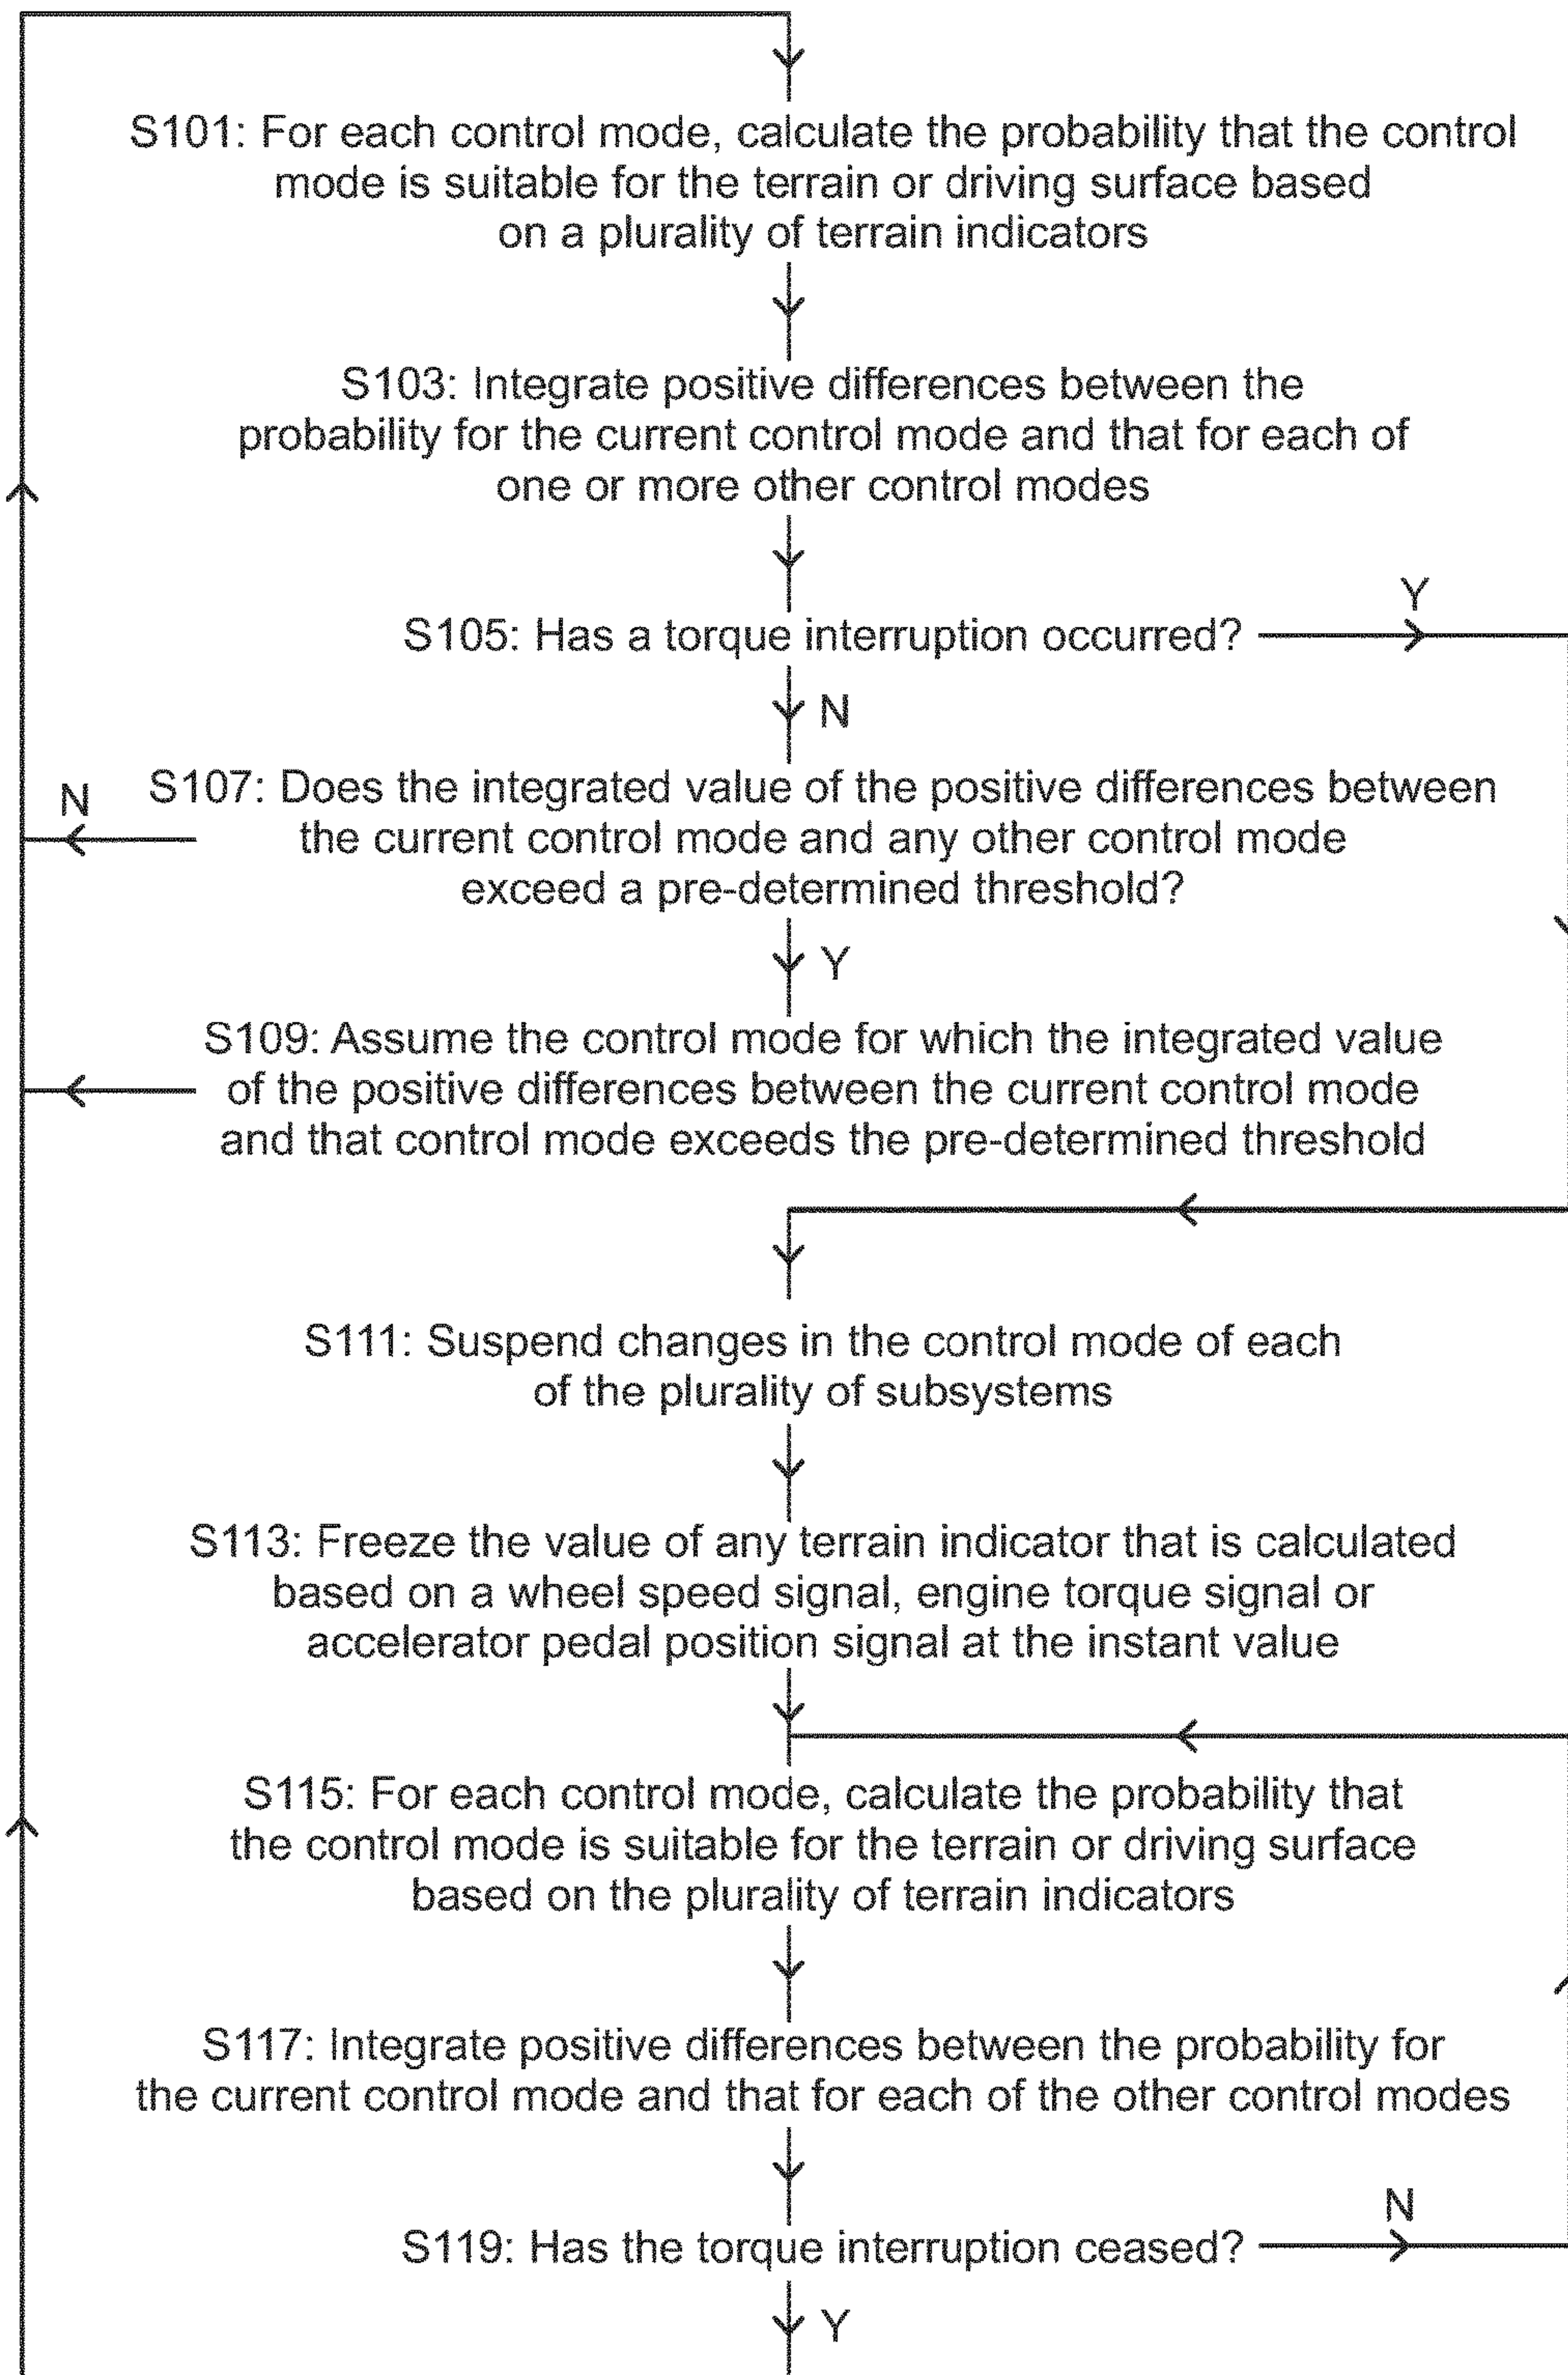 S101: For each control mode, calculate the probability that the control
mode is suitable for the terrain or driving surface based
on a plurality of terrain indicators
S103: Integrate positive differences between the
probability for the current control mode and that for each of
one or more other control modes
Y
S105: Has a torque interruption occurred?
N
N
S107: Does the integrated value of the positive differences between
the current control mode and any other control mode
exceed a pre-determined threshold?
Y
S109: Assume the control mode for which the integrated value
of the positive differences between the current control mode
and that control mode exceeds the pre-determined threshold
S111: Suspend changes in the control mode of each
of the plurality of subsystems
S113: Freeze the value of any terrain indicator that is calculated
based on a wheel speed signal, engine torque signal or
accelerator pedal position signal at the instant value
S115: For each control mode, calculate the probability that
the control mode is suitable for the terrain or driving surface
based on the plurality of terrain indicators
S117: Integrate positive differences between the probability for
the current control mode and that for each of the other control modes
N
S119: Has the torque interruption ceased?
Y